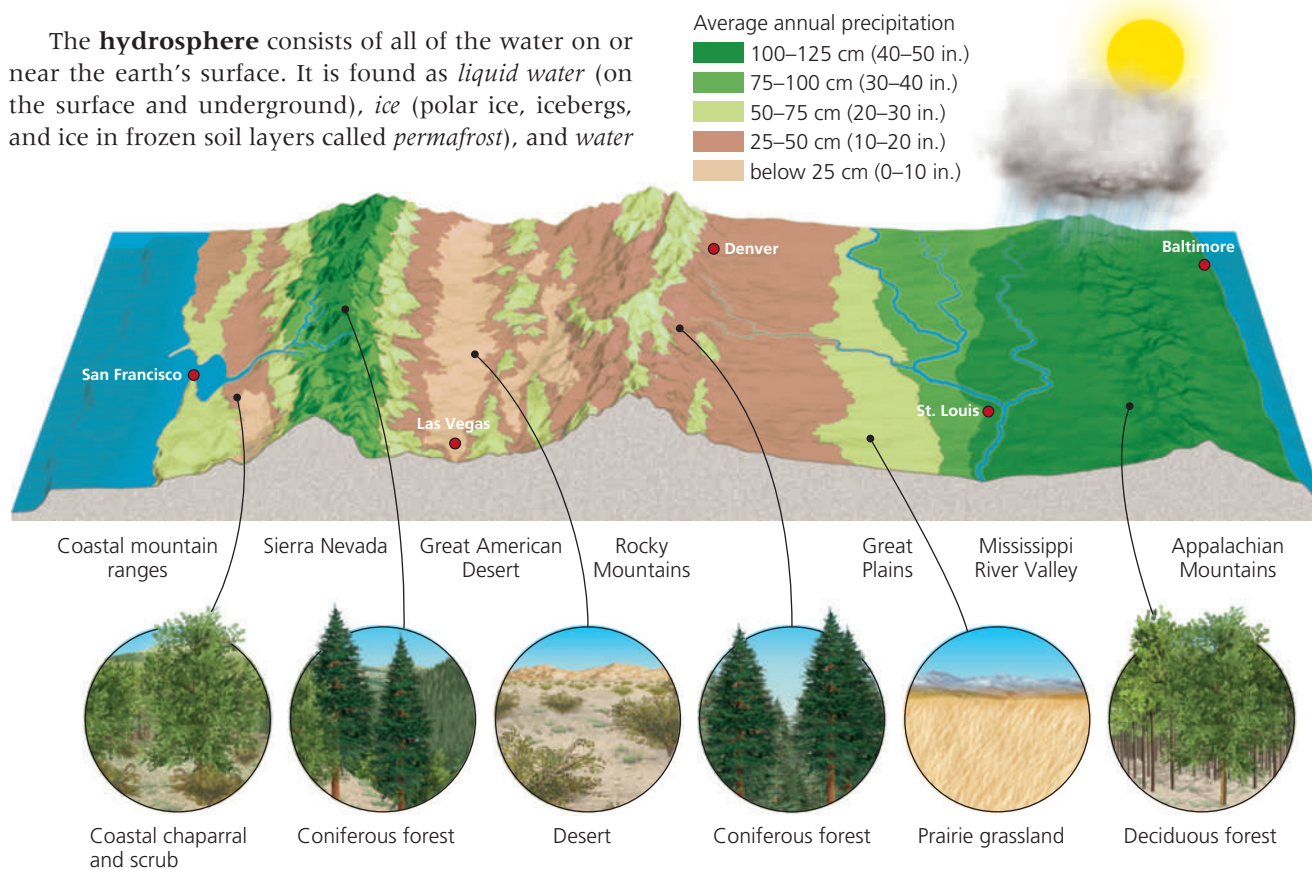 The hydrosphere consists of all of the water on or
near the earth's surface. It is found as liquid water (on
the surface and underground), ice (polar ice, icebergs,
and ice in frozen soil layers called permafrost), and water
Average annual precipitation
100–125 cm (40–50 in.)
75–100 cm (30–40 in.)
50–75 cm (20–30 in.)
25–50 cm (10–20 in.)
below 25 cm (0–10 in.)
Denver
Baltimore
San Francisco
Las Vegas
St. Louis
Coastal mountain
ranges
Sierra Nevada
Great American
Desert
Rocky
Mountains
Great
Plains
Mississippi
River Valley
Appalachian
Mountains
Coastal chaparral
and scrub
Coniferous forest
Desert
Coniferous forest
Prairie grassland
Deciduous forest